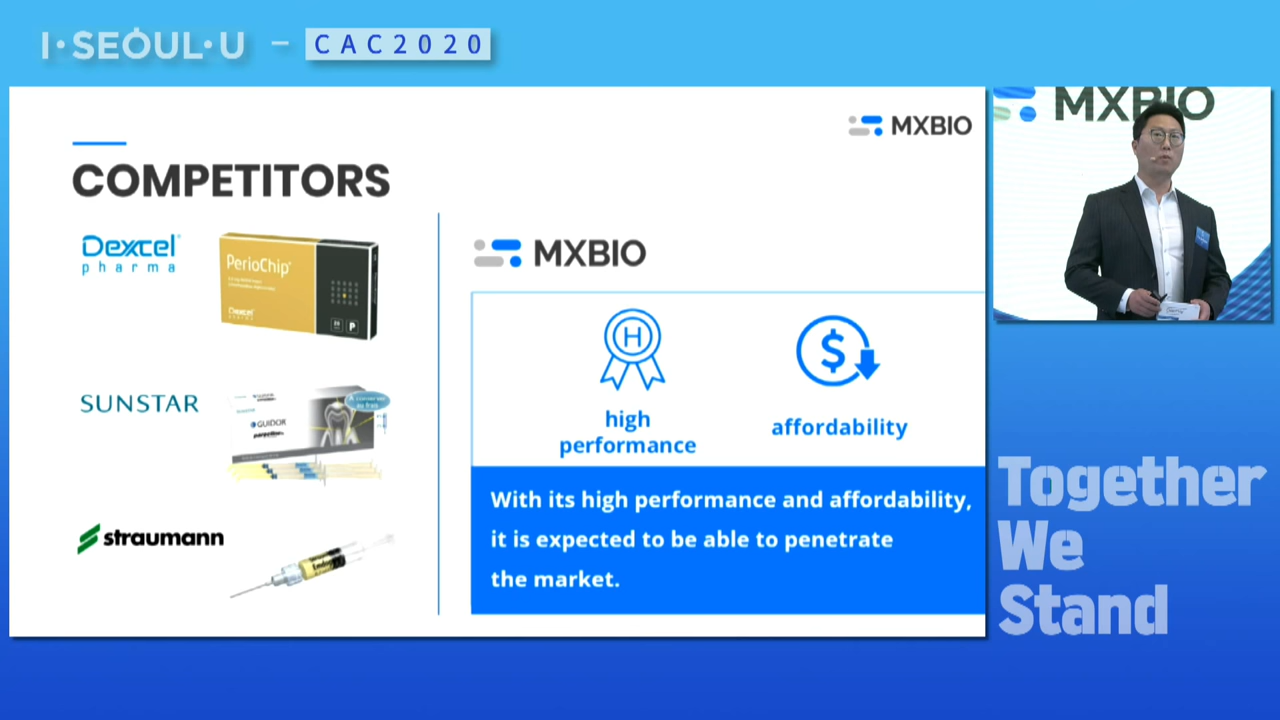 I·SEOUL·U – CAC2020
MXBIO
COMPETITORS
Dexcel
pharma
PerioChip
Dexcel
P
SUNSTAR
GUIDOR
straumann
MXBIO
H
high
performance
$
affordability
With its high performance and affordability,
it is expected to be able to penetrate
the market.
MXBIO
Together
We
Stand